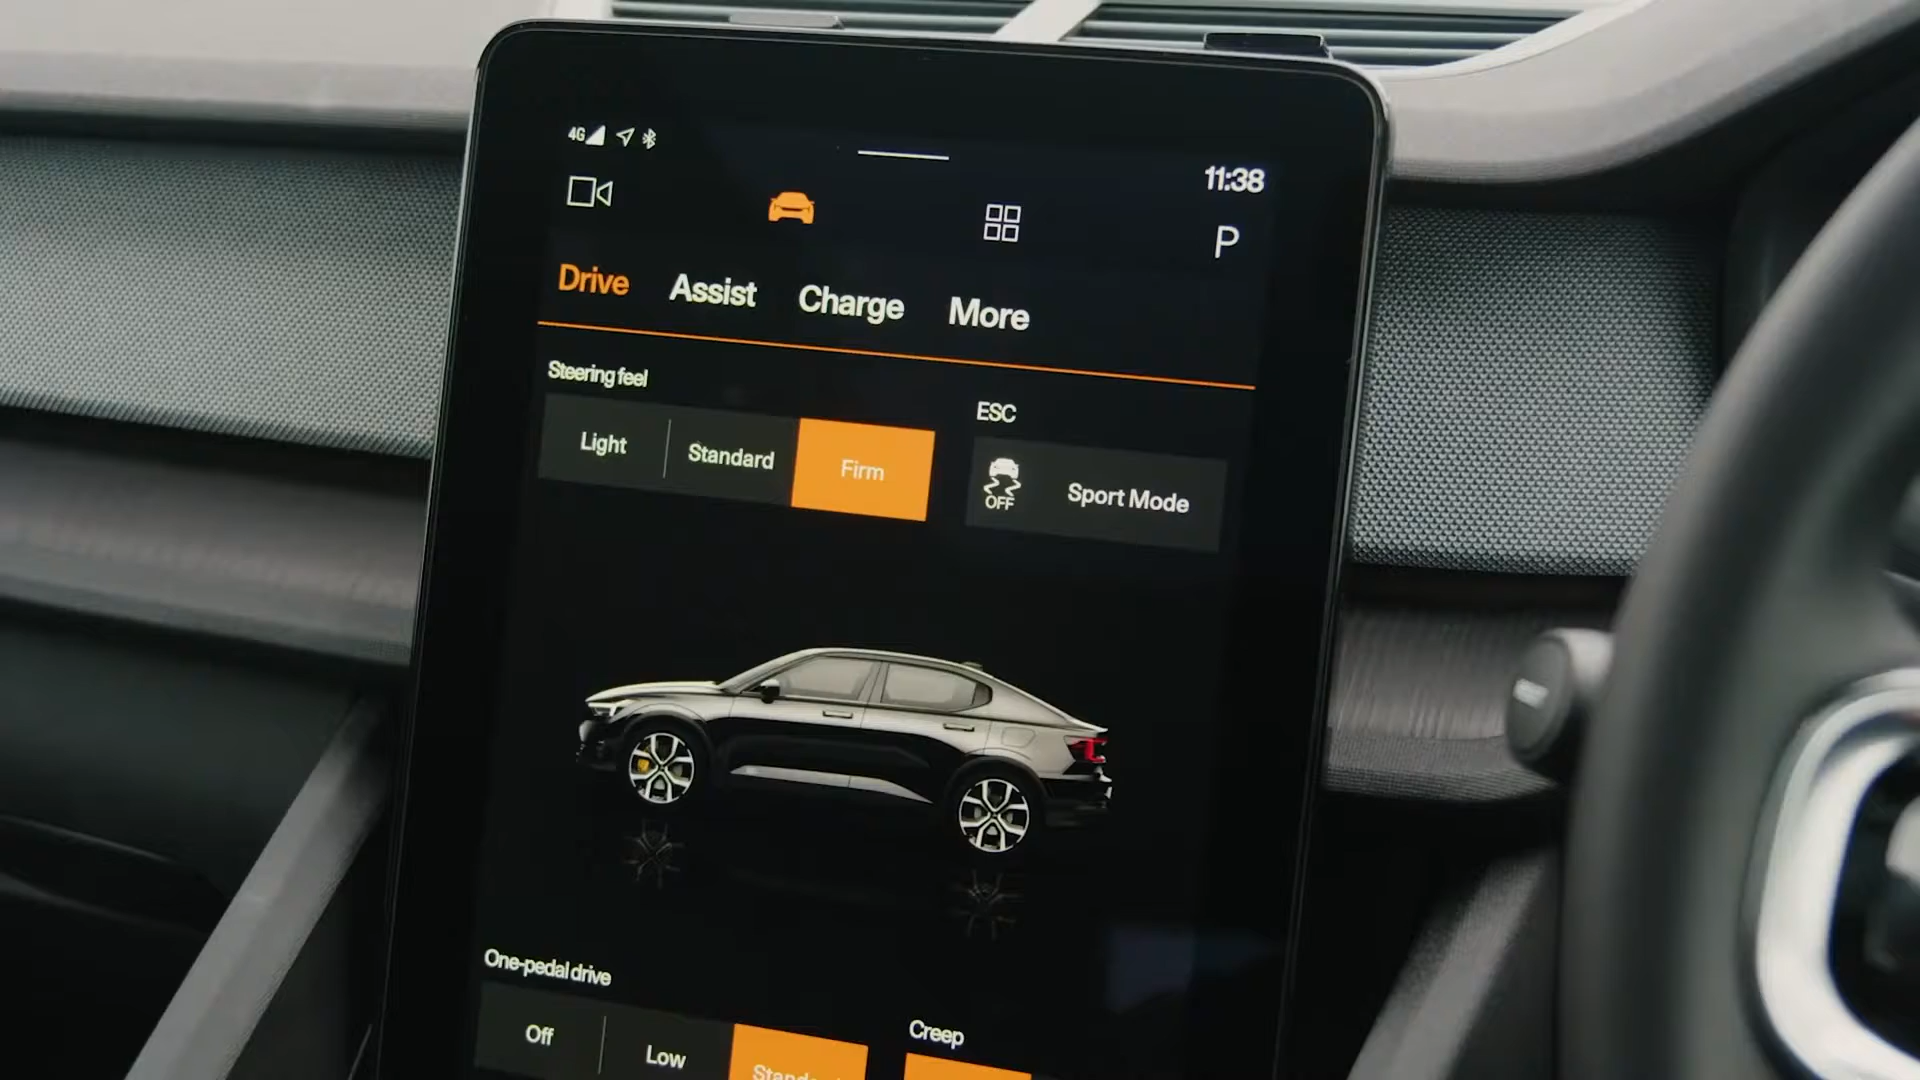 4G
11:38
P
Drive Assist Charge More
Steering feel
ESC
Light Standard Firm
OFF Sport Mode
One-pedal drive
Creep
Off Low